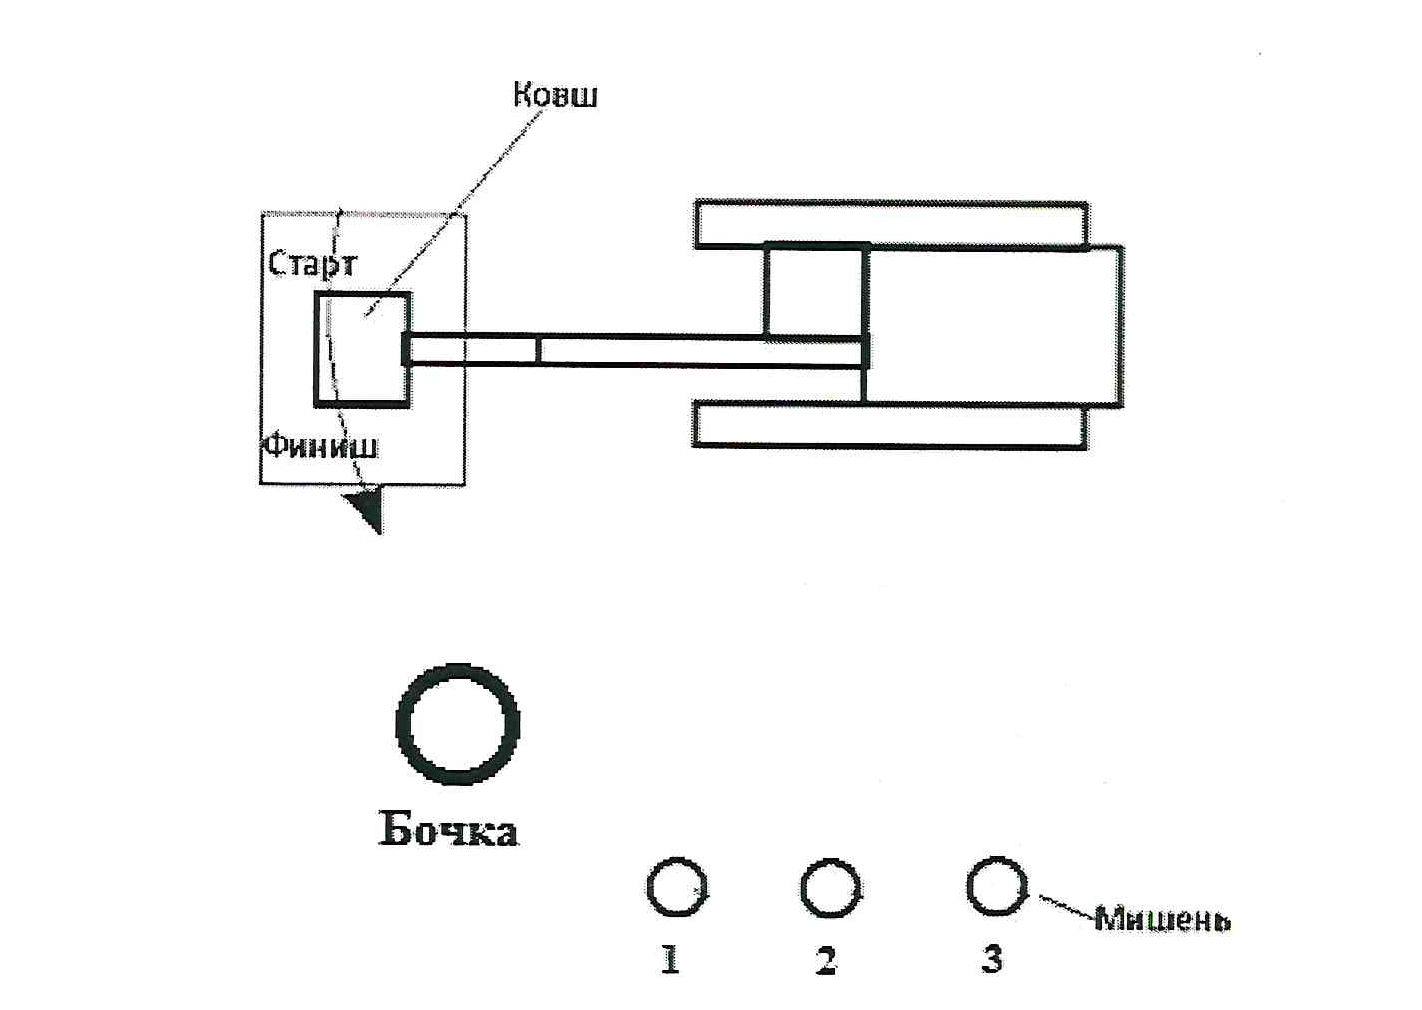 Ковш
Старт
Финиш
Бочка
Мишень
1 2 3